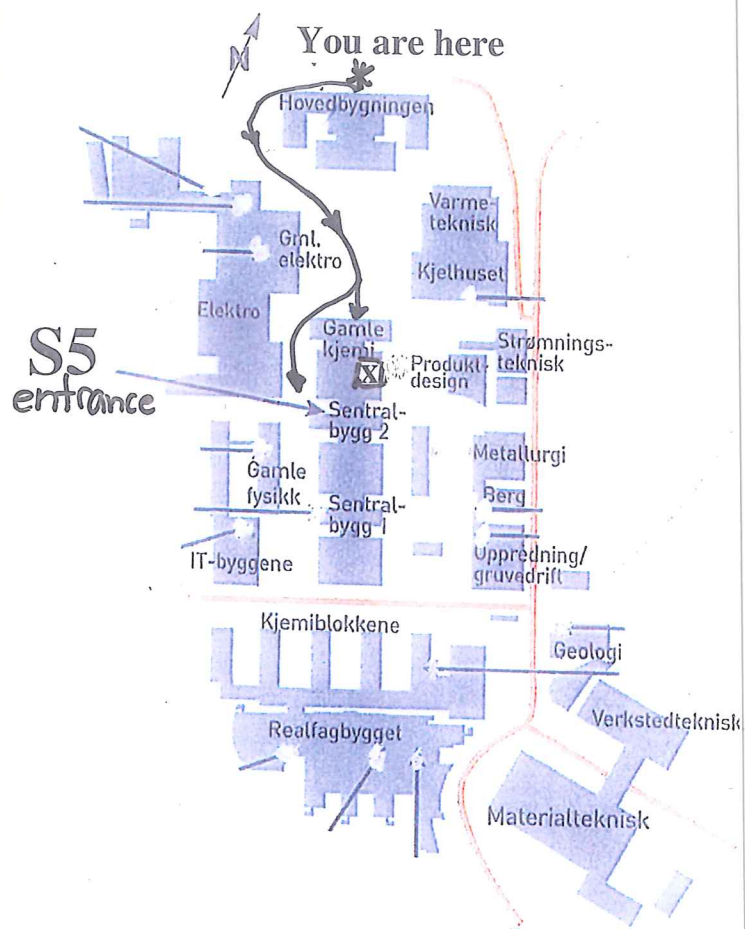 N
You are here
Hovedbygningen
Varme-
teknisk
Gml.
elektro
Kjelhuset
Elektro
S5
entrance
Gamle
kjemi
X
Produkt-
design
Strømnings-
teknisk
Sentral-
bygg 2
Gamle
fysikk
Metallurgi
Sentral-
bygg 1
Berg
IT-byggene
Uppredning/
gruvedrift
Kjemiblokkene
Geologi
Realfagbygget
Verkstedteknisk
Materialteknisk